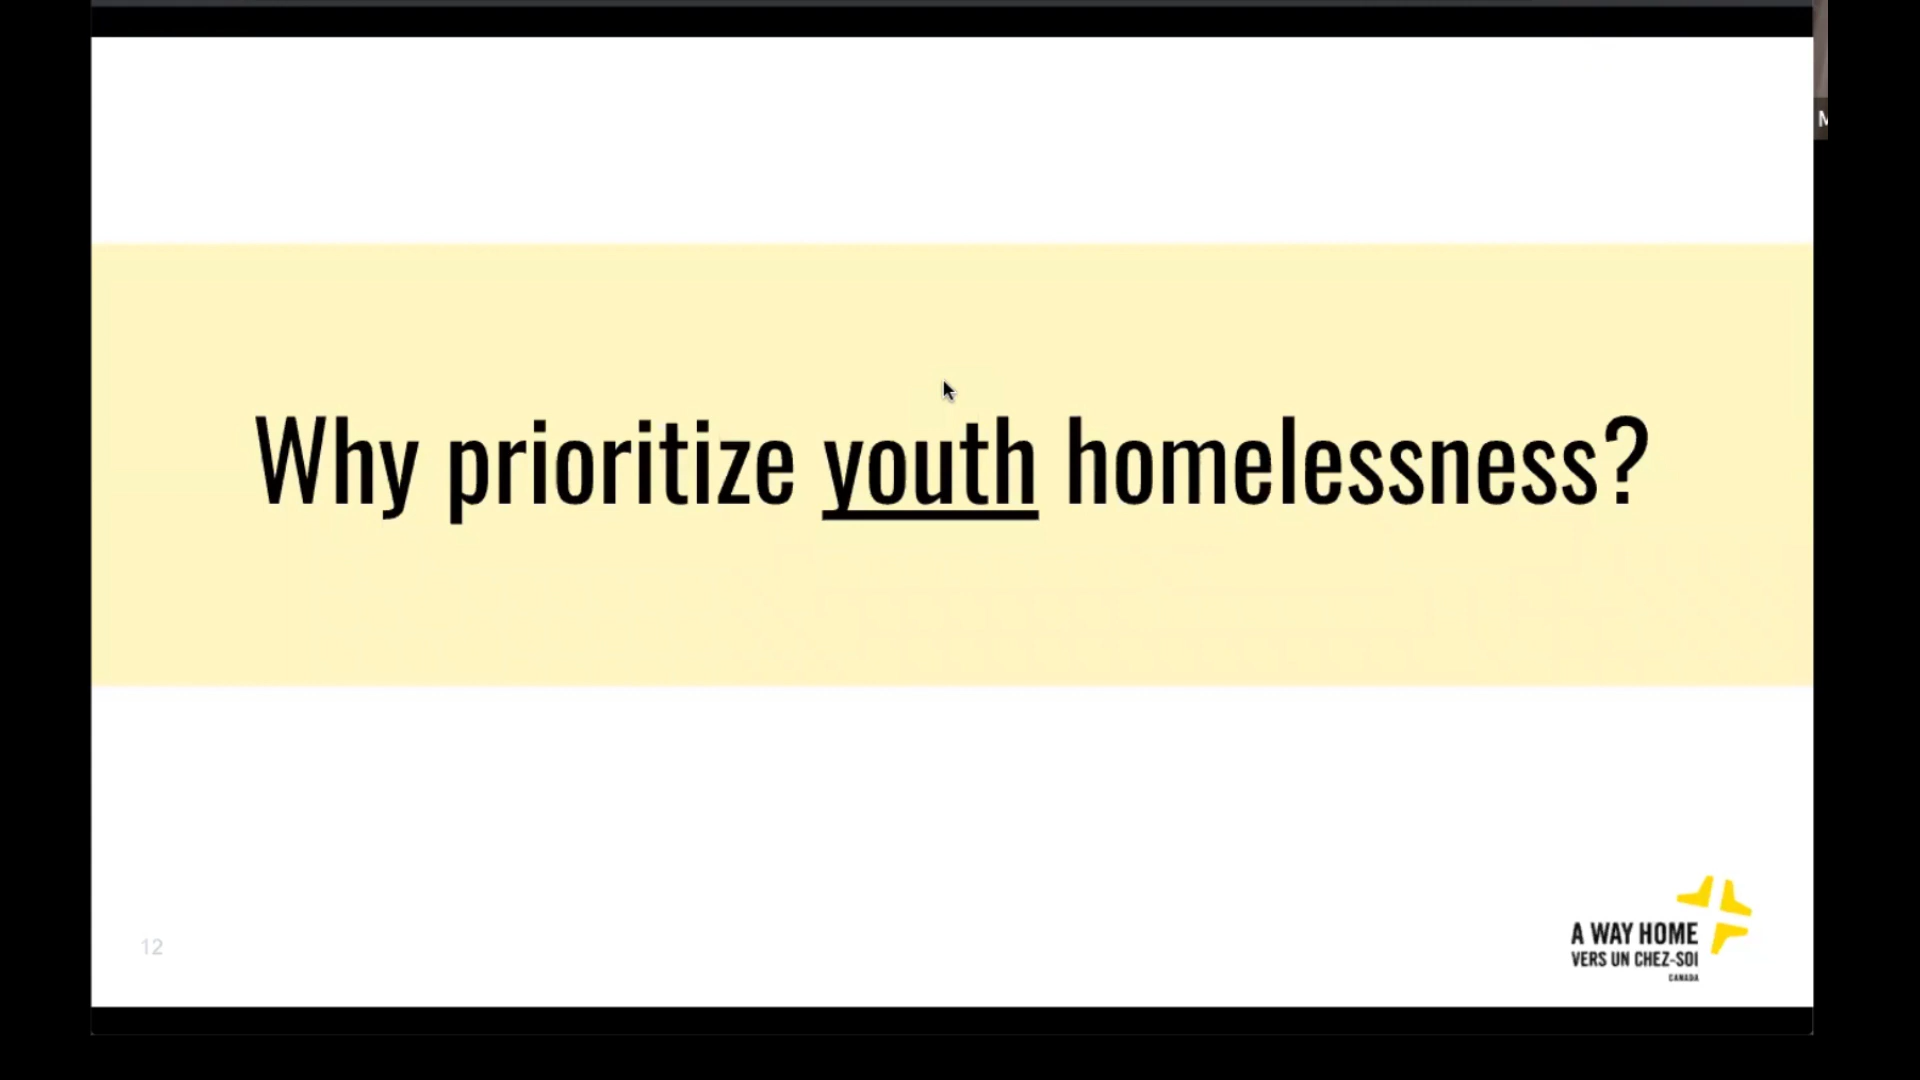 M
Why prioritize youth homelessness?
12
A WAY HOME
VERS UN CHEZ-SOI
CANADA